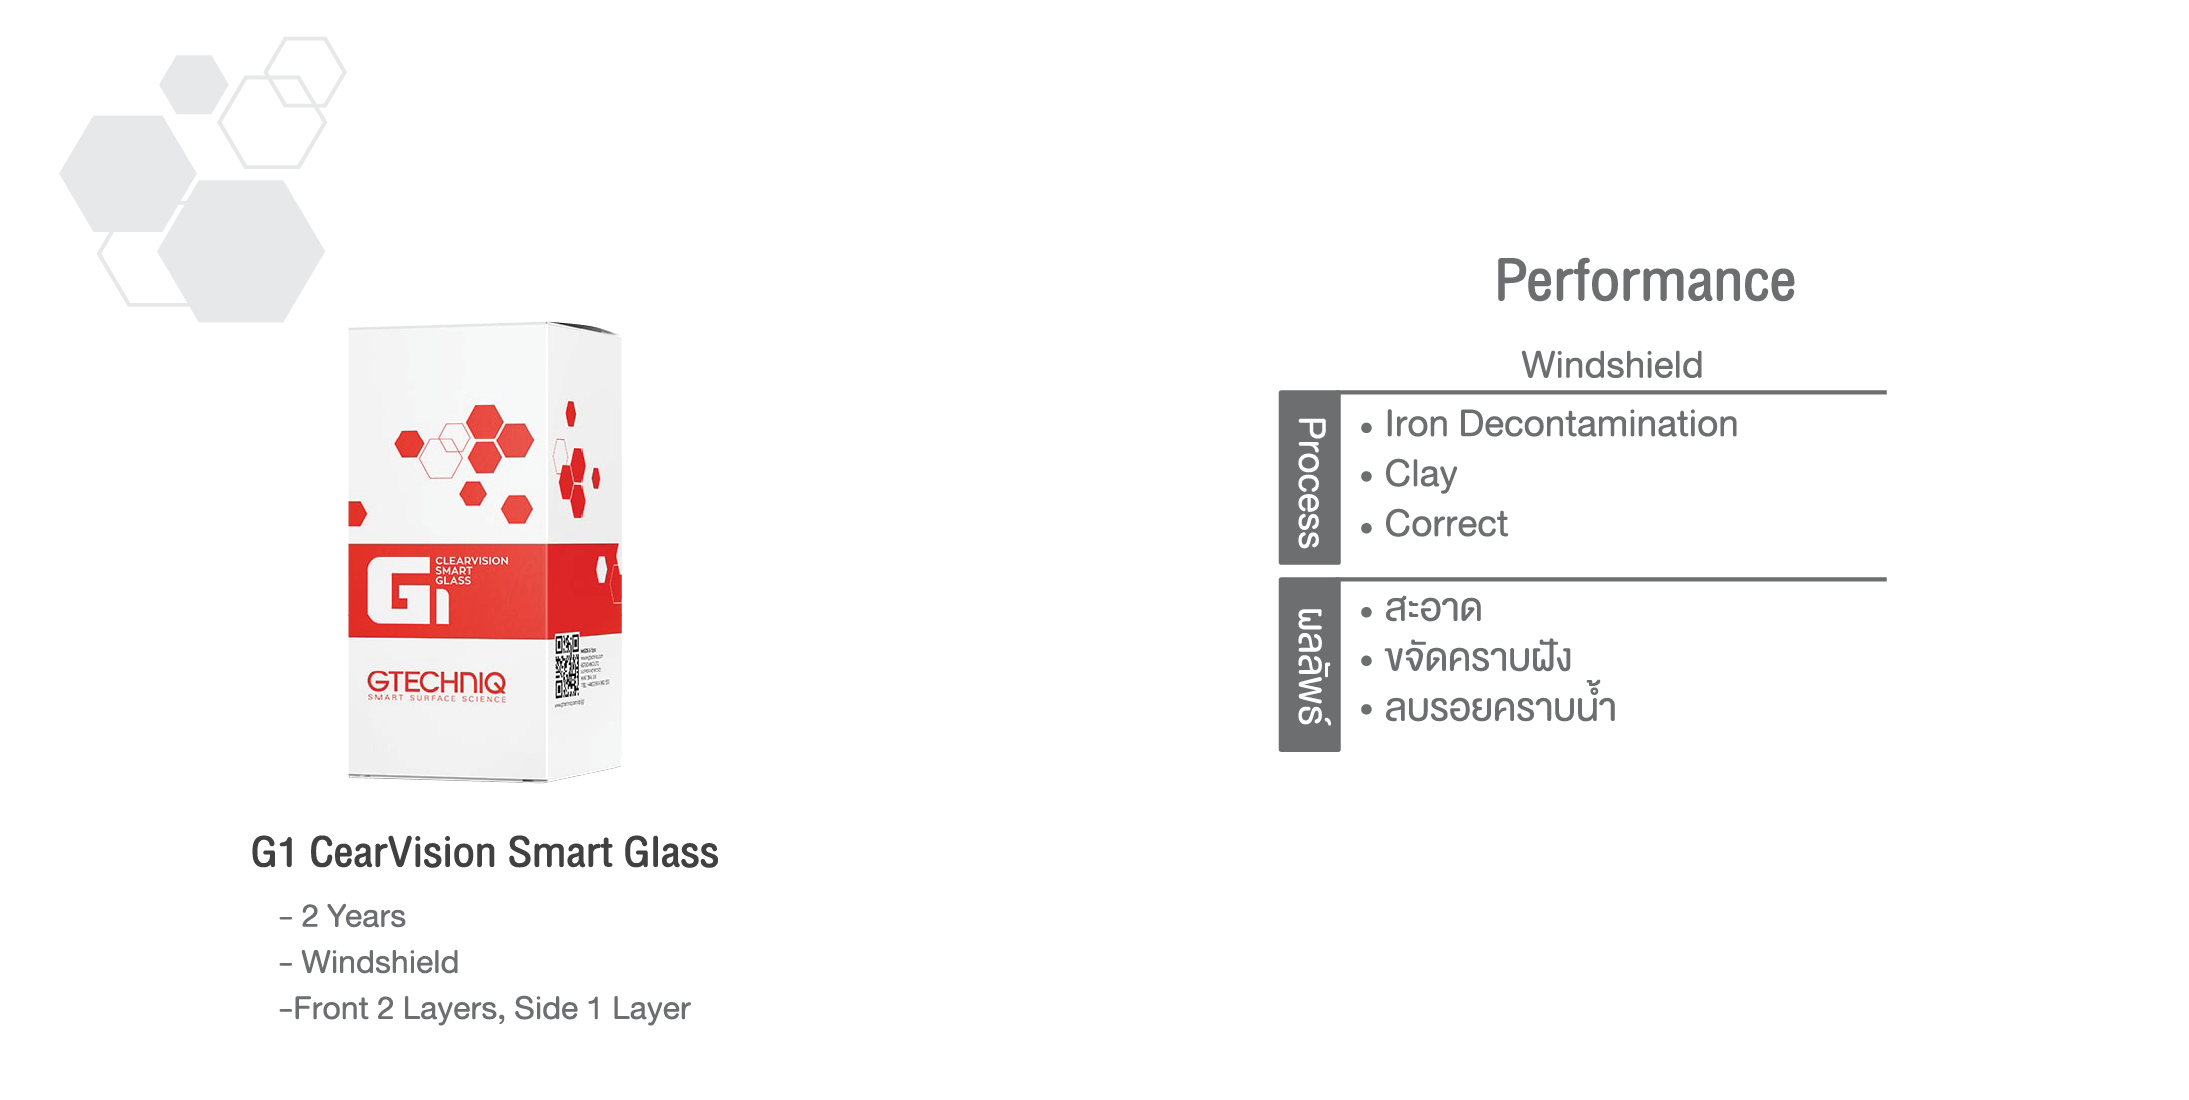 CLEARVISION
SMART
GLASS
G1
GTECHNIQ
SMART SURFACE SCIENCE
G1 CearVision Smart Glass
- 2 Years
- Windshield
-Front 2 Layers, Side 1 Layer
Performance
Windshield
Process
• Iron Decontamination
• Clay
• Correct
ผลลัพธ์
• สะอาด
• ขจัดคราบฝัง
• ลบรอยคราบน้ำ